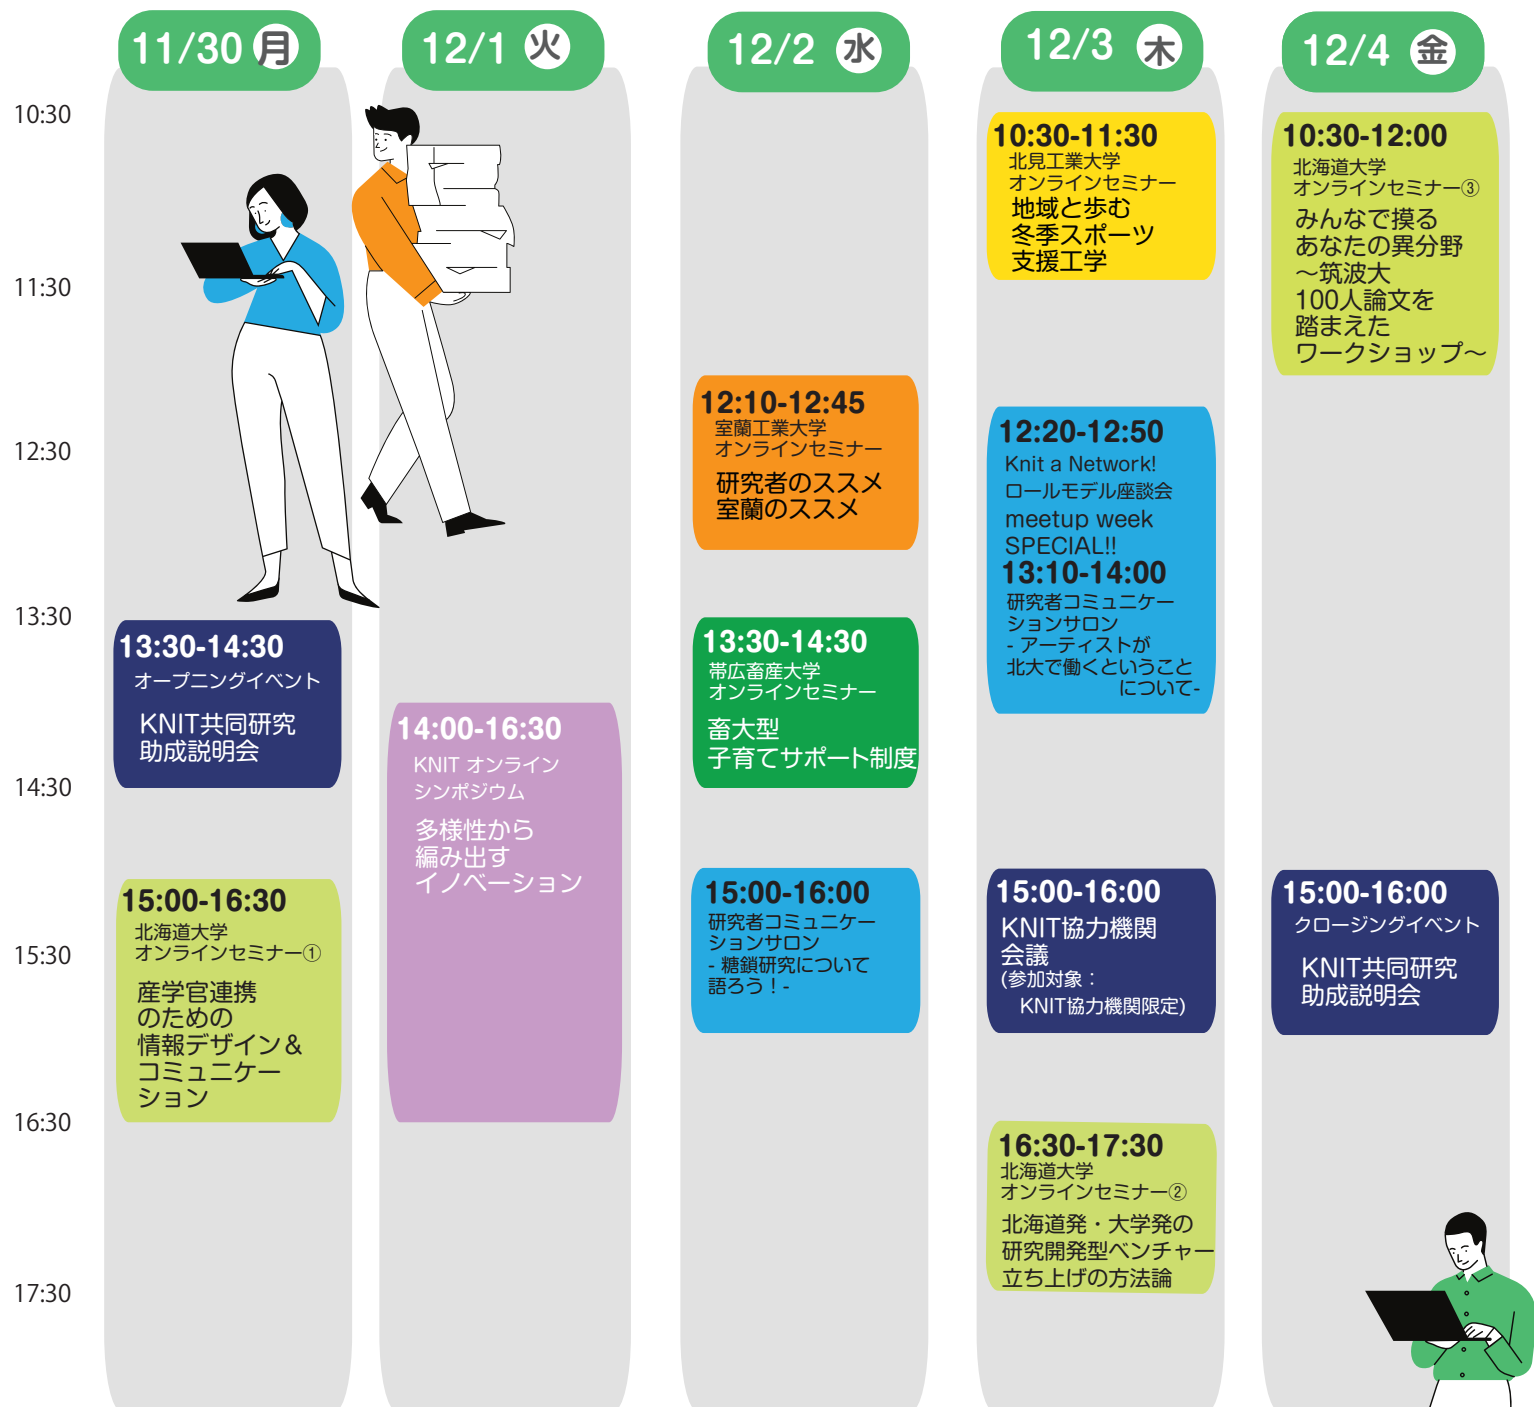 11/30 月
12/1 火
12/2 水
12/3 木
12/4 金
10:30
11:30
12:30
13:30
14:30
15:30
16:30
17:30
13:30-14:30
オープニングイベント
KNIT共同研究
助成説明会
15:00-16:30
北海道大学
オンラインセミナー①
産学官連携
のための
情報デザイン＆
コミュニケー
ション
14:00-16:30
KNIT オンライン
シンポジウム
多様性から
編み出す
イノベーション
12:10-12:45
室蘭工業大学
オンラインセミナー
研究者のススメ
室蘭のススメ
13:30-14:30
帯広畜産大学
オンラインセミナー
畜大型
子育てサポート制度
15:00-16:00
研究者コミュニケー
ションサロン
- 糖鎖研究について
語ろう！-
10:30-11:30
北見工業大学
オンラインセミナー
地域と歩む
冬季スポーツ
支援工学
12:20-12:50
Knit a Network!
ロールモデル座談会
meetup week
SPECIAL!!
13:10-14:00
研究者コミュニケー
ションサロン
- アーティストが
北大で働くということ
について-
15:00-16:00
KNIT協力機関
会議
(参加対象：
KNIT協力機関限定)
16:30-17:30
北海道大学
オンラインセミナー②
北海道発・大学発の
研究開発型ベンチャー
立ち上げの方法論
10:30-12:00
北海道大学
オンラインセミナー③
みんなで摸る
あなたの異分野
～筑波大
100人論文を
踏まえた
ワークショップ～
15:00-16:00
クロージングイベント
KNIT共同研究
助成説明会